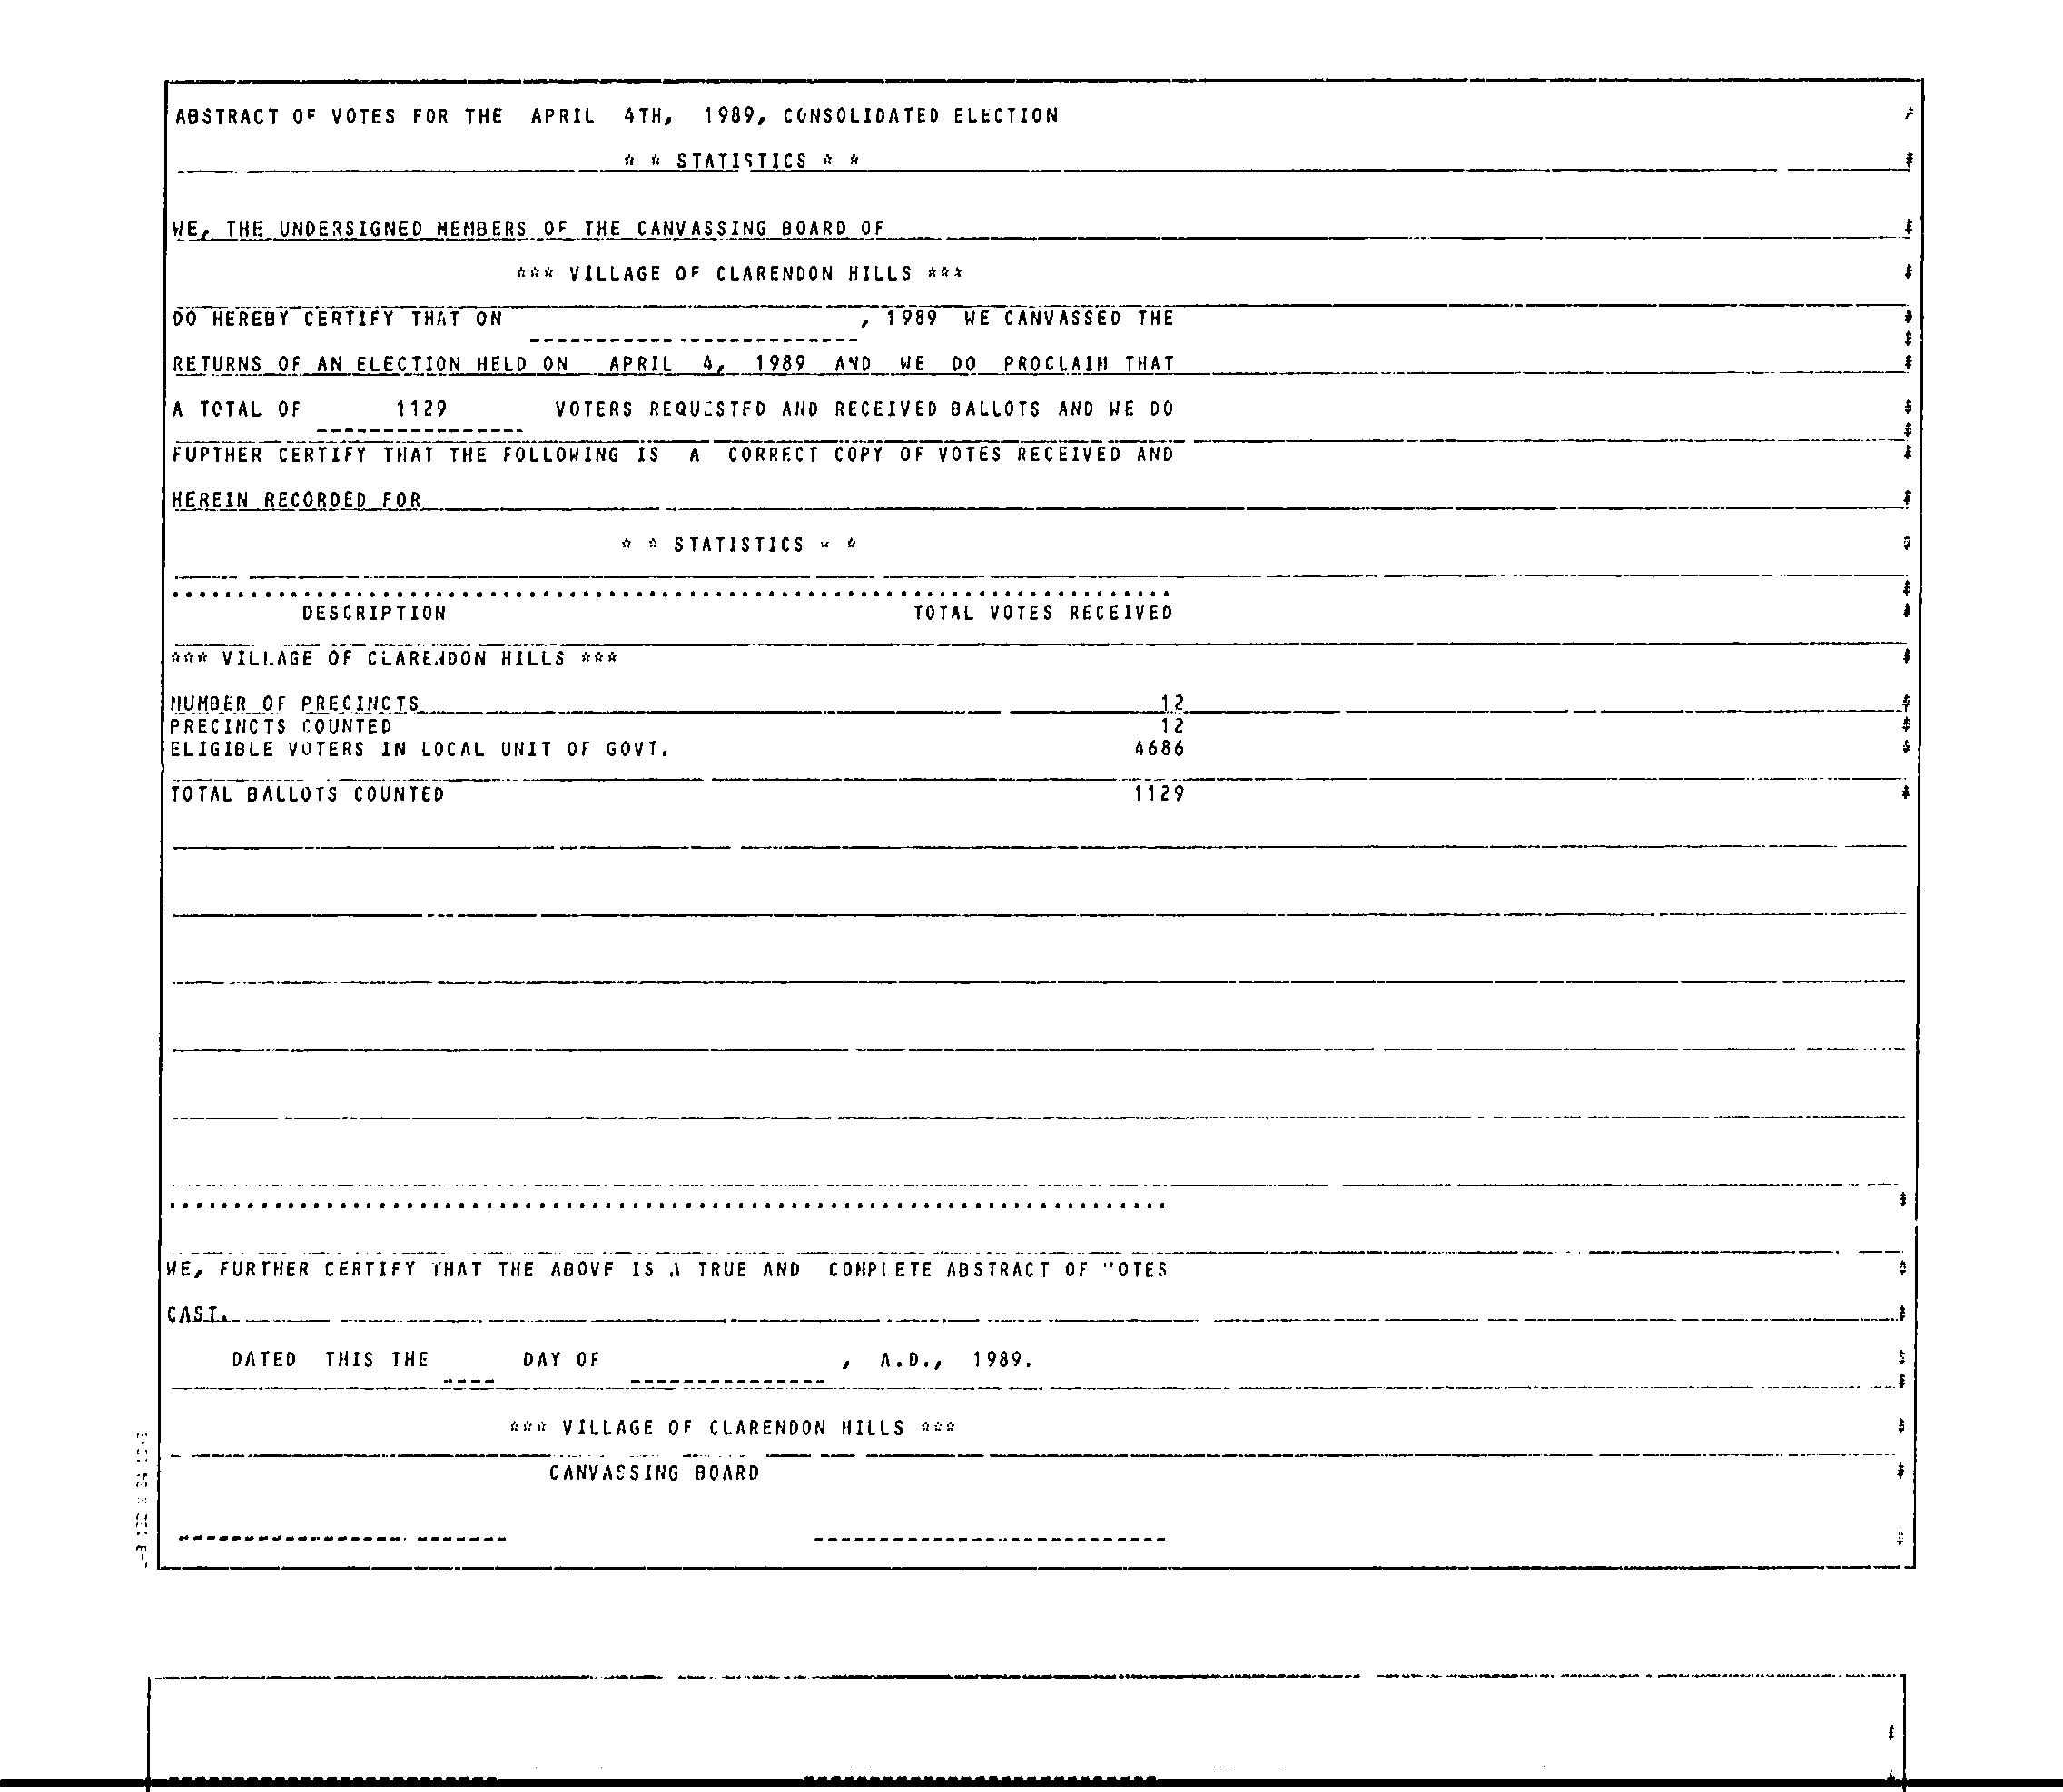 ABSTRACT OF VOTES FOR THE APRIL 4TH, 1989, CONSOLIDATED ELECTION
* * STATISTICS * *
WE, THE UNDERSIGNED MEMBERS OF THE CANVASSING BOARD OF
*** VILLAGE OF CLARENDON HILLS ***
DO HEREBY CERTIFY THAT ON , 1989 WE CANVASSED THE
RETURNS OF AN ELECTION HELD ON APRIL 4, 1989 AND WE DO PROCLAIM THAT
A TOTAL OF 1129 VOTERS REQUESTED AND RECEIVED BALLOTS AND WE DO
FURTHER CERTIFY THAT THE FOLLOWING IS A CORRECT COPY OF VOTES RECEIVED AND
HEREIN RECORDED FOR
* * STATISTICS * *
DESCRIPTION TOTAL VOTES RECEIVED
*** VILLAGE OF CLARENDON HILLS ***
NUMBER OF PRECINCTS 12
PRECINCTS COUNTED 12
ELIGIBLE VOTERS IN LOCAL UNIT OF GOVT. 4686
TOTAL BALLOTS COUNTED 1129
WE, FURTHER CERTIFY THAT THE ABOVE IS A TRUE AND COMPLETE ABSTRACT OF VOTES
CAST.
DATED THIS THE DAY OF , A.D., 1989.
*** VILLAGE OF CLARENDON HILLS ***
CANVASSING BOARD